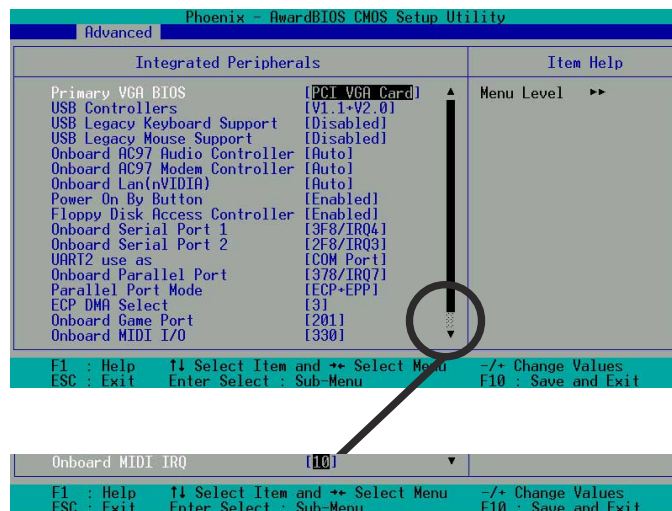 Phoenix - AwardBIOS CMOS Setup Utility
Advanced
Integrated Peripherals
Item Help
Primary VGA BIOS [PCI VGA Card] ▲
Menu Level ►►
USB Controllers [V1.1+V2.0]
USB Legacy Keyboard Support [Disabled]
USB Legacy Mouse Support [Disabled]
Onboard AC97 Audio Controller [Auto]
Onboard AC97 Modem Controller [Auto]
Onboard Lan(nVIDIA) [Auto]
Power On By Button [Enabled]
Floppy Disk Access Controller [Enabled]
Onboard Serial Port 1 [3F8/IRQ4]
Onboard Serial Port 2 [2F8/IRQ3]
UART2 use as [COM Port]
Onboard Parallel Port [378/IRQ7]
Parallel Port Mode [ECP+EPP]
ECP DMA Select [3]
Onboard Game Port [201]
Onboard MIDI I/O [330] ▼
F1 : Help ↑↓ Select Item and →← Select Menu -/+ Change Values
ESC : Exit Enter Select : Sub-Menu F10 : Save and Exit
Onboard MIDI IRQ [10] ▼
F1 : Help ↑↓ Select Item and →← Select Menu -/+ Change Values
ESC : Exit Enter Select : Sub-Menu F10 : Save and Exit